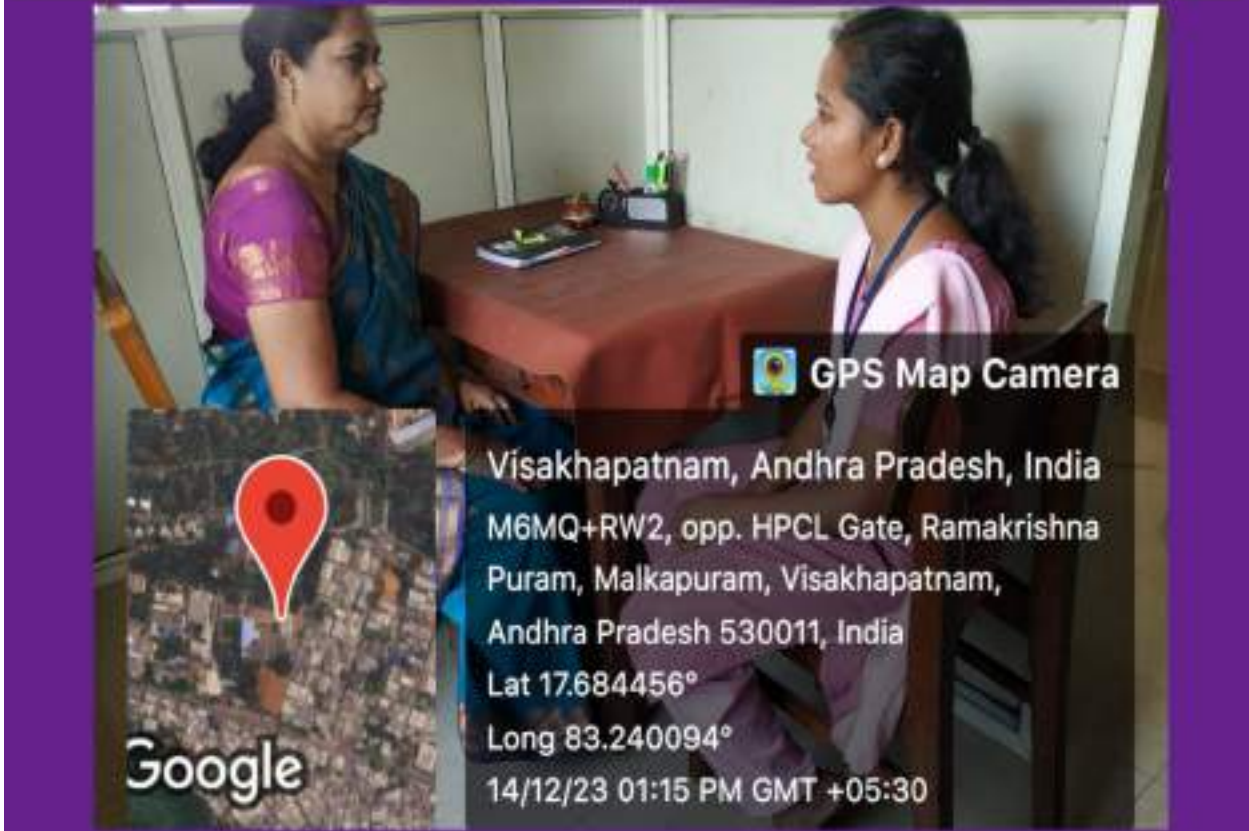 GPS Map Camera
Visakhapatnam, Andhra Pradesh, India
M6MQ+RW2, opp. HPCL Gate, Ramakrishna
Puram, Malkapuram, Visakhapatnam,
Andhra Pradesh 530011, India
Lat 17.684456°
Long 83.240094°
14/12/23 01:15 PM GMT +05:30
Google